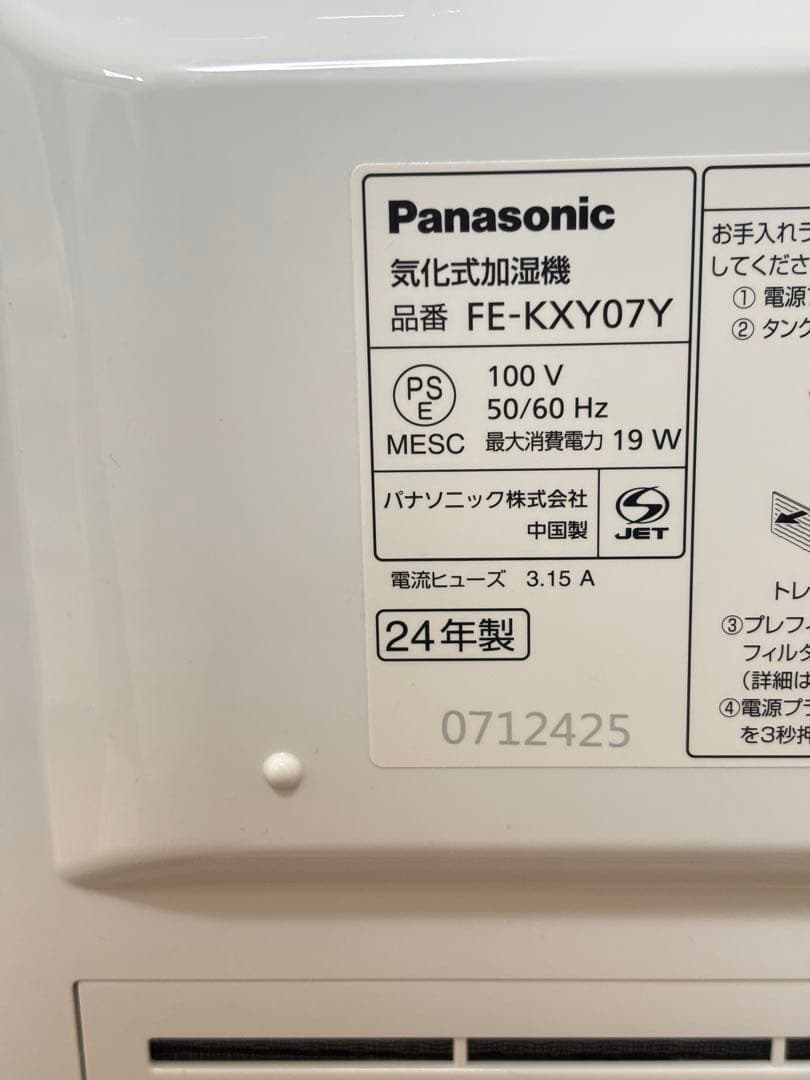 Panasonic
気化式加湿機
品番 FE-KXY07Y
PS
E
MESC
100 V
50/60 Hz
最大消費電力 19 W
パナソニック株式会社
中国製
JET
電流ヒューズ 3.15 A
24年製
0712425
お手入れラ
してくださ
① 電源
② タンク
トレ
③プレフィ
フィルタ
(詳細は
④電源プラ
を3秒押